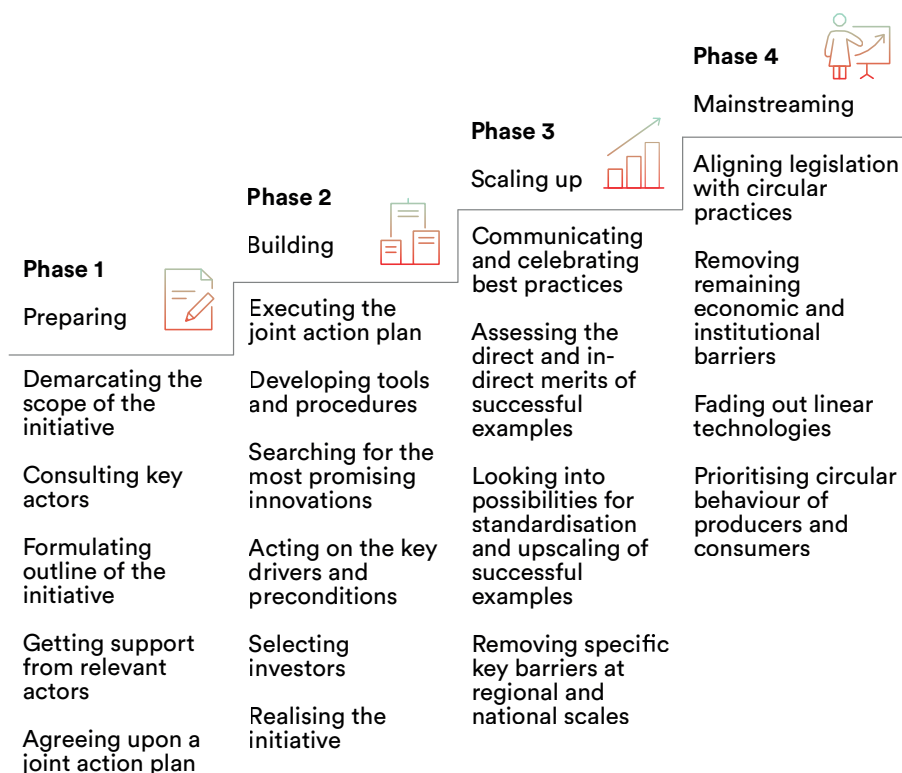 Phase 1
Preparing
Demarcating the
scope of the
initiative
Consulting key
actors
Formulating
outline of the
initiative
Getting support
from relevant
actors
Agreeing upon a
joint action plan
Phase 2
Building
Executing the
joint action plan
Developing tools
and procedures
Searching for the
most promising
innovations
Acting on the key
drivers and
preconditions
Selecting
investors
Realising the
initiative
Phase 3
Scaling up
Communicating
and celebrating
best practices
Assessing the
direct and in-
direct merits of
successful
examples
Looking into
possibilities for
standardisation
and upscaling of
successful
examples
Removing specific
key barriers at
regional and
national scales
Phase 4
Mainstreaming
Aligning legislation
with circular
practices
Removing
remaining
economic and
institutional
barriers
Fading out linear
technologies
Prioritising circular
behaviour of
producers and
consumers